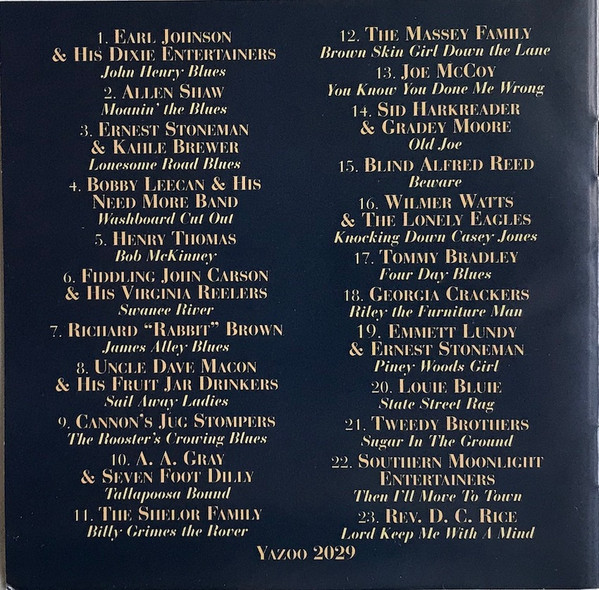 1. Earl Johnson
& His Dixie Entertainers
John Henry Blues
2. Allen Shaw
Moanin' the Blues
3. Ernest Stoneman
& Kahle Brewer
Lonesome Road Blues
4. Bobby Leecan & His
Need More Band
Washboard Cut Out
5. Henry Thomas
Bob McKinney
6. Fiddling John Carson
& His Virginia Reelers
Swanee River
7. Richard "Rabbit" Brown
James Alley Blues
8. Uncle Dave Macon
& His Fruit Jar Drinkers
Sail Away Ladies
9. Cannon's Jug Stompers
The Rooster's Crowing Blues
10. A. A. Gray
& Seven Foot Dilly
Tallapoosa Bound
11. The Shelor Family
Billy Grimes the Rover
12. The Massey Family
Brown Skin Girl Down the Lane
13. Joe McCoy
You Know You Done Me Wrong
14. Sid Harkreader
& Gradey Moore
Old Joe
15. Blind Alfred Reed
Beware
16. Wilmer Watts
& The Lonely Eagles
Knocking Down Casey Jones
17. Tommy Bradley
Four Day Blues
18. Georgia Crackers
Riley the Furniture Man
19. Emmett Lundy
& Ernest Stoneman
Piney Woods Girl
20. Louie Bluie
State Street Rag
21. Tweedy Brothers
Sugar In The Ground
22. Southern Moonlight
Entertainers
Then I'll Move To Town
23. Rev. D. C. Rice
Lord Keep Me With A Mind
Yazoo 2029